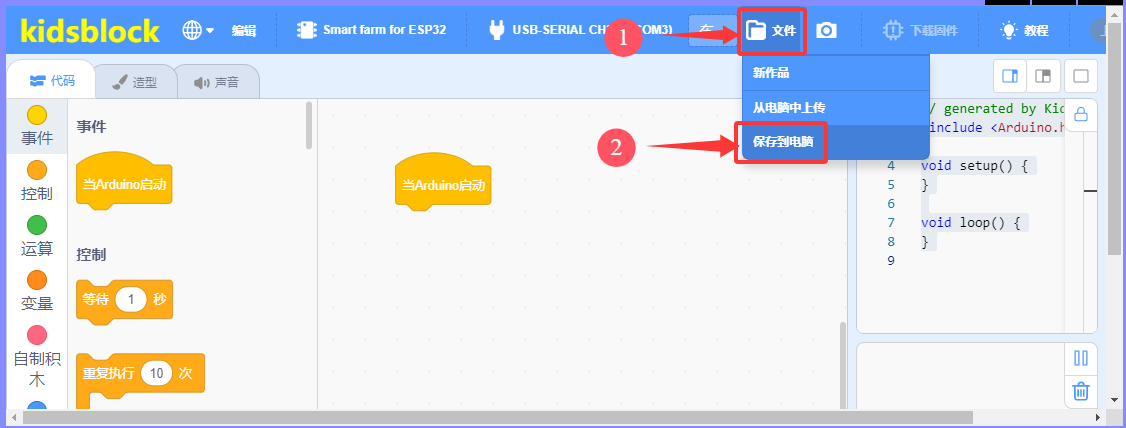 kidsblock 编辑 Smart farm for ESP32 USB-SERIAL CH COM3) 文件 下载固件 教程
1
代码 造型 声音
新作品
从电脑中上传
保存到电脑
2
事件
控制
运算
变量
自制积木
事件
当Arduino启动
控制
等待 1 秒
重复执行 10 次
当Arduino启动
/ generated by Kid
include <Arduino.h
4 void setup() {
5 }
6
7 void loop() {
8 }
9